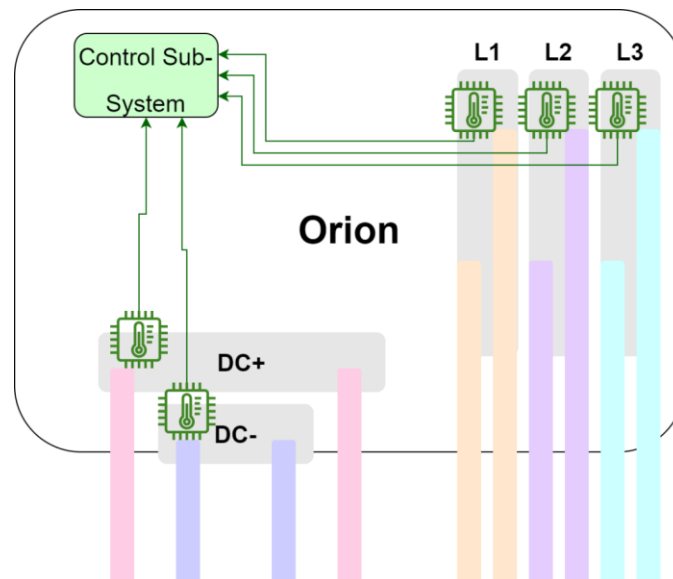 Control Sub-
System
L1
L2
L3
Orion
DC+
DC-